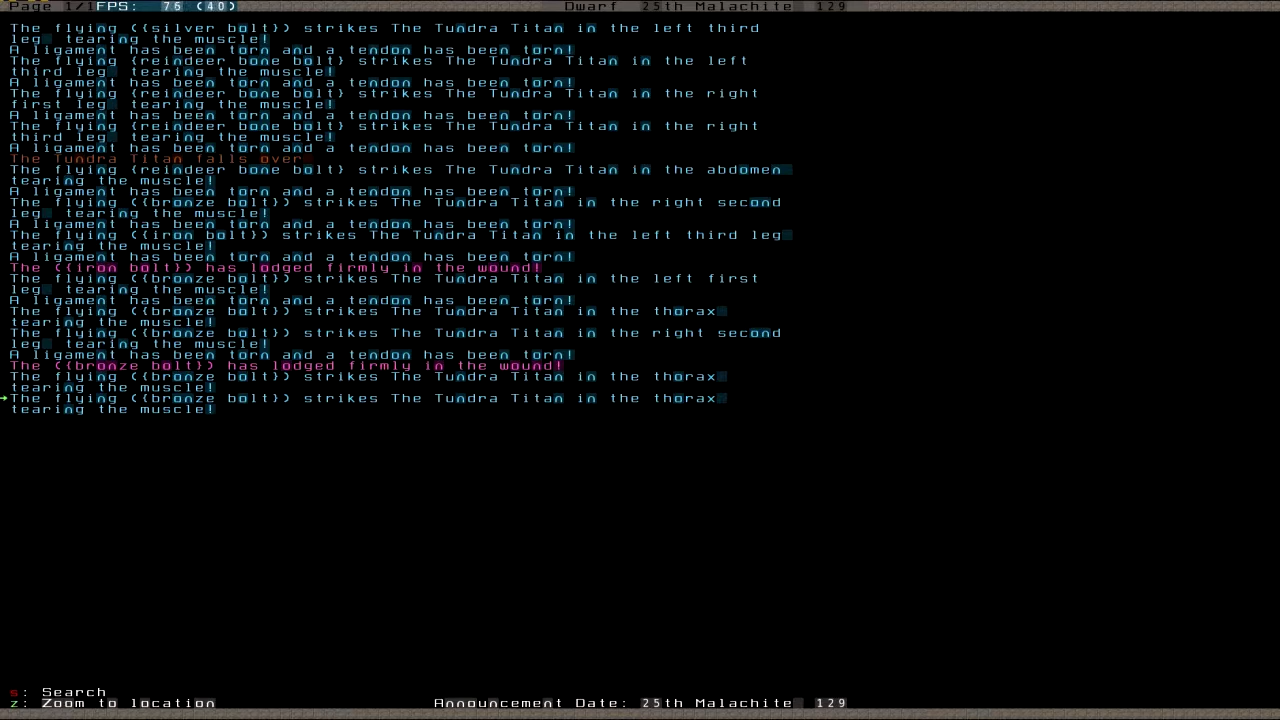 Page 1/1 FPS: 76 (40) Dwarf 25th Malachite 129
The flying ({silver bolt}) strikes The Tundra Titan in the left third
leg tearing the muscle!
A ligament has been torn and a tendon has been torn!
The flying {reindeer bone bolt} strikes The Tundra Titan in the left
third leg tearing the muscle!
A ligament has been torn and a tendon has been torn!
The flying {reindeer bone bolt} strikes The Tundra Titan in the right
first leg tearing the muscle!
A ligament has been torn and a tendon has been torn!
The flying {reindeer bone bolt} strikes The Tundra Titan in the right
third leg tearing the muscle!
A ligament has been torn and a tendon has been torn!
The Tundra Titan falls over
The flying {reindeer bone bolt} strikes The Tundra Titan in the abdomen
tearing the muscle!
A ligament has been torn and a tendon has been torn!
The flying ({bronze bolt}) strikes The Tundra Titan in the right second
leg tearing the muscle!
A ligament has been torn and a tendon has been torn!
The flying ({iron bolt}) strikes The Tundra Titan in the left third leg
tearing the muscle!
A ligament has been torn and a tendon has been torn!
The ({iron bolt}) has lodged firmly in the wound!
The flying ({bronze bolt}) strikes The Tundra Titan in the left first
leg tearing the muscle!
A ligament has been torn and a tendon has been torn!
The flying ({bronze bolt}) strikes The Tundra Titan in the thorax
tearing the muscle!
The flying ({bronze bolt}) strikes The Tundra Titan in the right second
leg tearing the muscle!
A ligament has been torn and a tendon has been torn!
The ({bronze bolt}) has lodged firmly in the wound!
The flying ({bronze bolt}) strikes The Tundra Titan in the thorax
tearing the muscle!
→The flying ({bronze bolt}) strikes The Tundra Titan in the thorax
tearing the muscle!
s: Search
z: Zoom to location Announcement Date: 25th Malachite 129